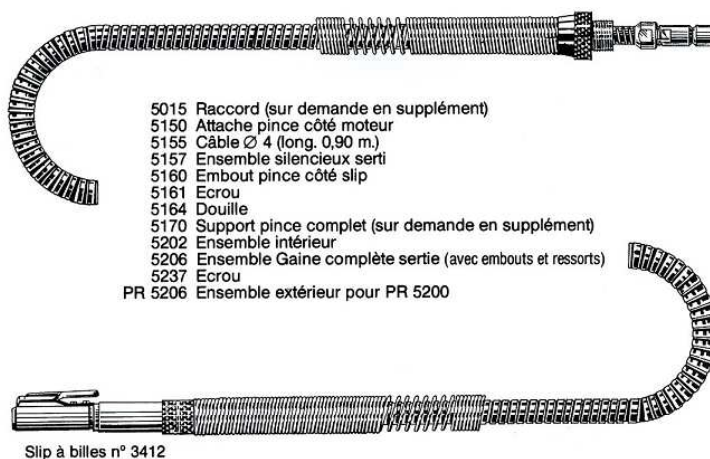 5015 Raccord (sur demande en supplément)
5150 Attache pince côté moteur
5155 Câble Ø 4 (long. 0,90 m.)
5157 Ensemble silencieux serti
5160 Embout pince côté slip
5161 Ecrou
5164 Douille
5170 Support pince complet (sur demande en supplément)
5202 Ensemble intérieur
5206 Ensemble Gaine complète sertie (avec embouts et ressorts)
5237 Ecrou
PR 5206 Ensemble extérieur pour PR 5200
Slip à billes n° 3412